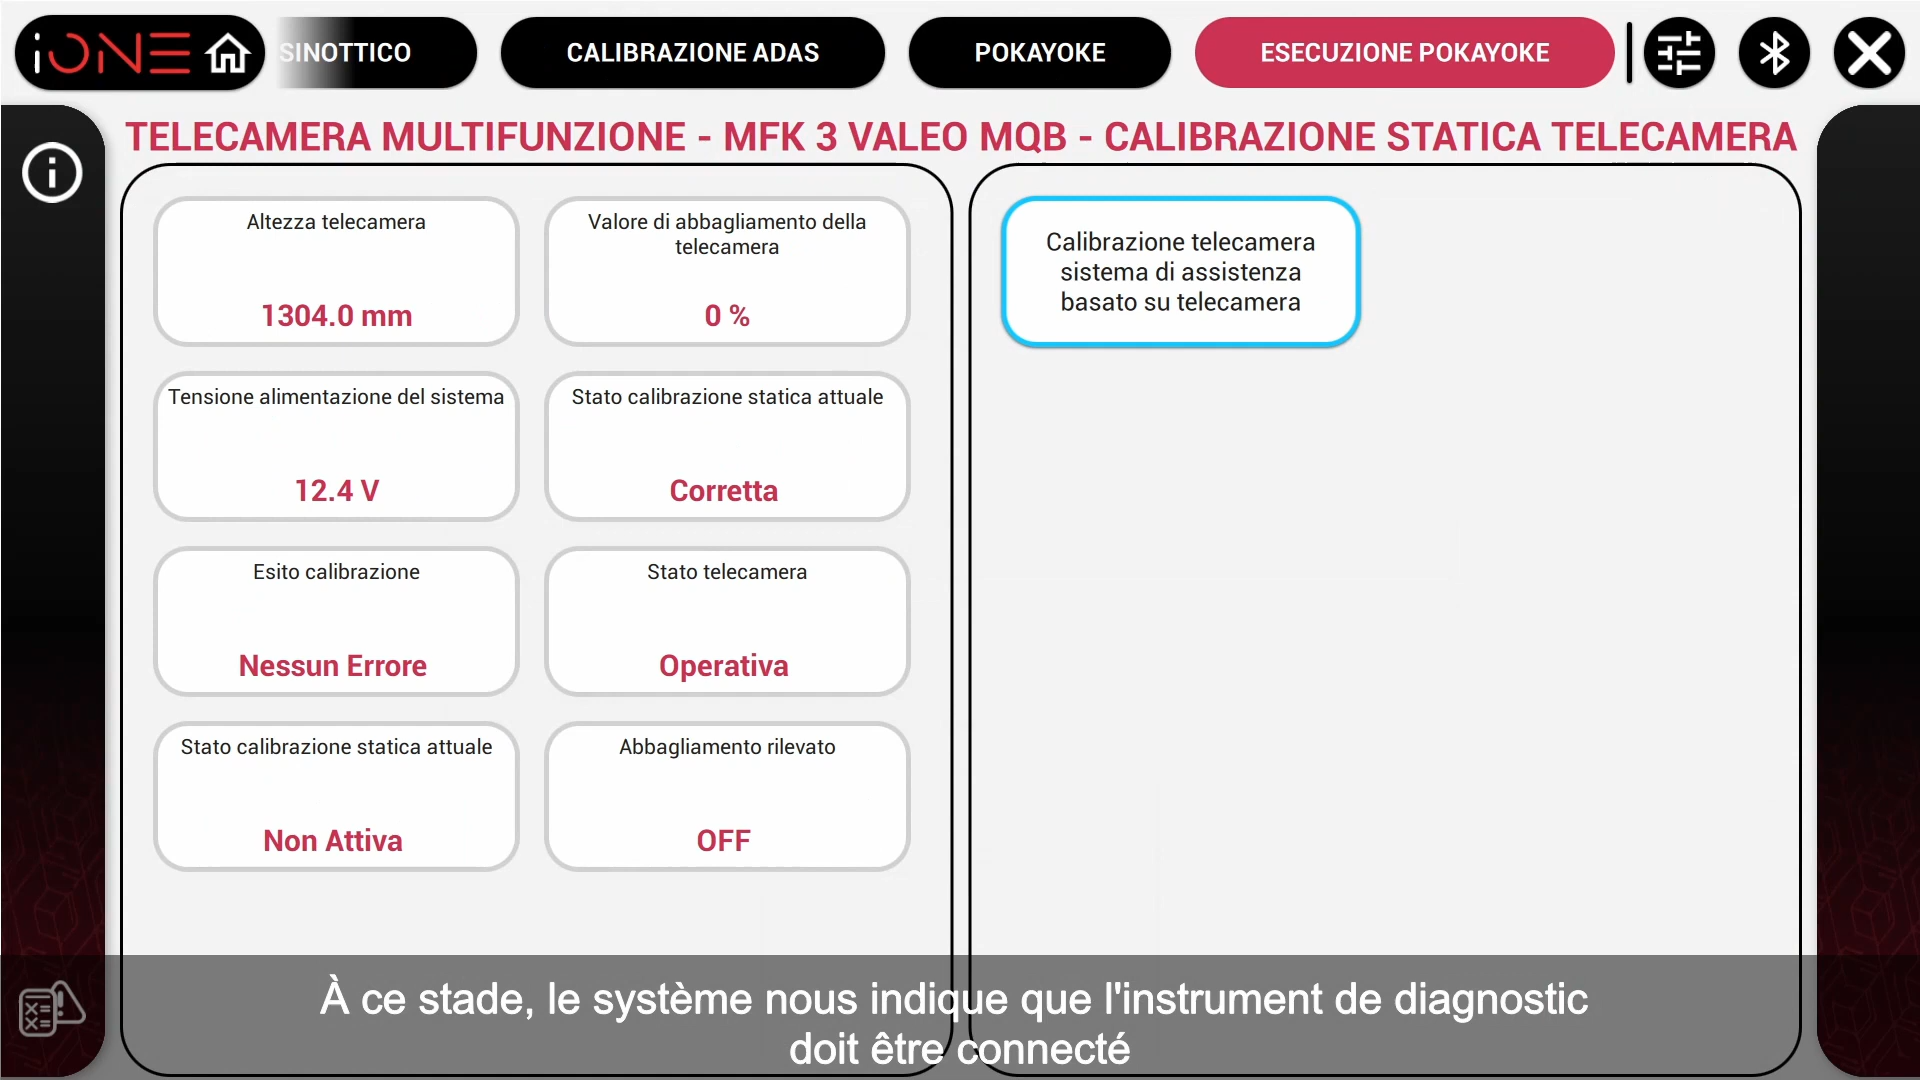 iONE
SINOTTICO
CALIBRAZIONE ADAS
POKAYOKE
ESECUZIONE POKAYOKE
TELECAMERA MULTIFUNZIONE - MFK 3 VALEO MQB - CALIBRAZIONE STATICA TELECAMERA
Altezza telecamera
1304.0 mm
Valore di abbagliamento della
telecamera
0 %
Tensione alimentazione del sistema
12.4 V
Stato calibrazione statica attuale
Corretta
Esito calibrazione
Nessun Errore
Stato telecamera
Operativa
Stato calibrazione statica attuale
Non Attiva
Abbagliamento rilevato
OFF
Calibrazione telecamera
sistema di assistenza
basato su telecamera
À ce stade, le système nous indique que l'instrument de diagnostic
doit être connecté